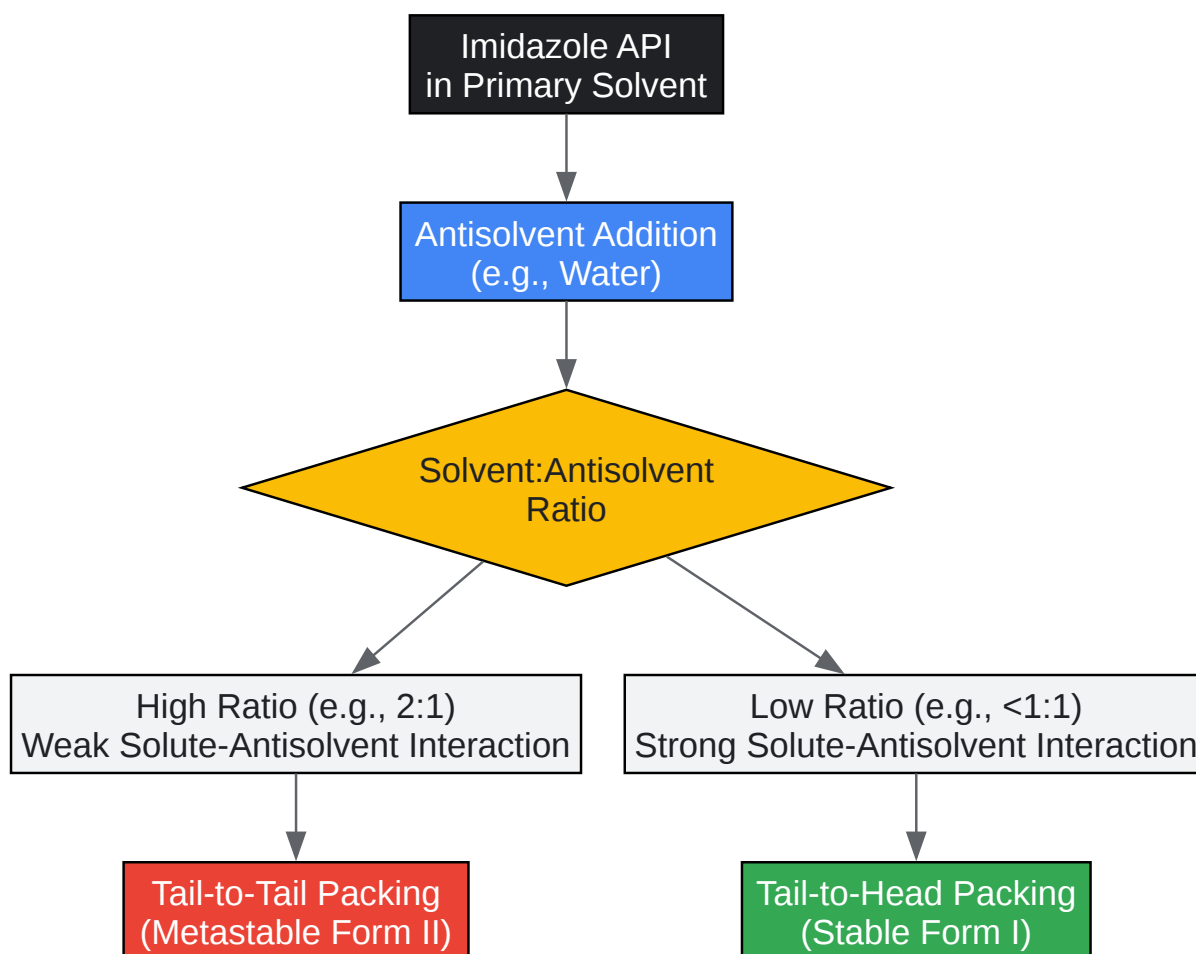 Imidazole API
in Primary Solvent
Antisolvent Addition
(e.g., Water)
Solvent:Antisolvent
Ratio
High Ratio (e.g., 2:1)
Weak Solute-Antisolvent Interaction
Low Ratio (e.g., <1:1)
Strong Solute-Antisolvent Interaction
Tail-to-Tail Packing
(Metastable Form II)
Tail-to-Head Packing
(Stable Form I)